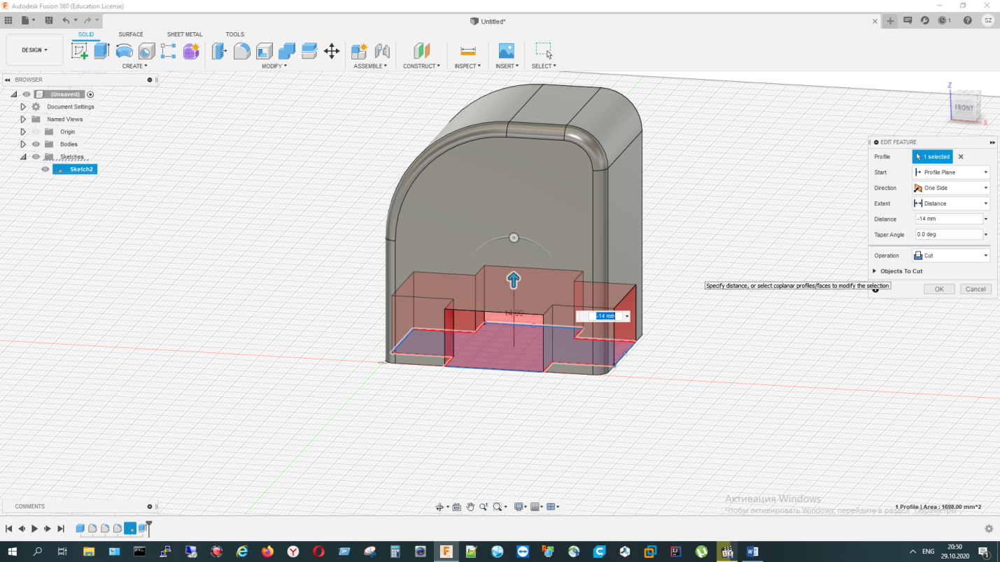 Autodesk Fusion 360 (Education License)
Untitled*
1
SZ
DESIGN
SOLID
SURFACE
SHEET METAL
TOOLS
CREATE
MODIFY
ASSEMBLE
CONSTRUCT
INSPECT
INSERT
SELECT
BROWSER
(Unsaved)
Document Settings
Named Views
Origin
Bodies
Sketches
Sketch2
Z
FRONT
X
EDIT FEATURE
Profile
1 selected
Start
Profile Plane
Direction
One Side
Extent
Distance
Distance
-14 mm
Taper Angle
0.0 deg
Operation
Cut
Objects To Cut
Specify distance, or select coplanar profiles/faces to modify the selection
OK
Cancel
14.00
-14 mm
COMMENTS
Активация Windows
Чтобы активировать Windows, перейдите в раздел "Параметры".
1 Profile | Area : 1698.00 mm^2
ENG
20:50
29.10.2020
1